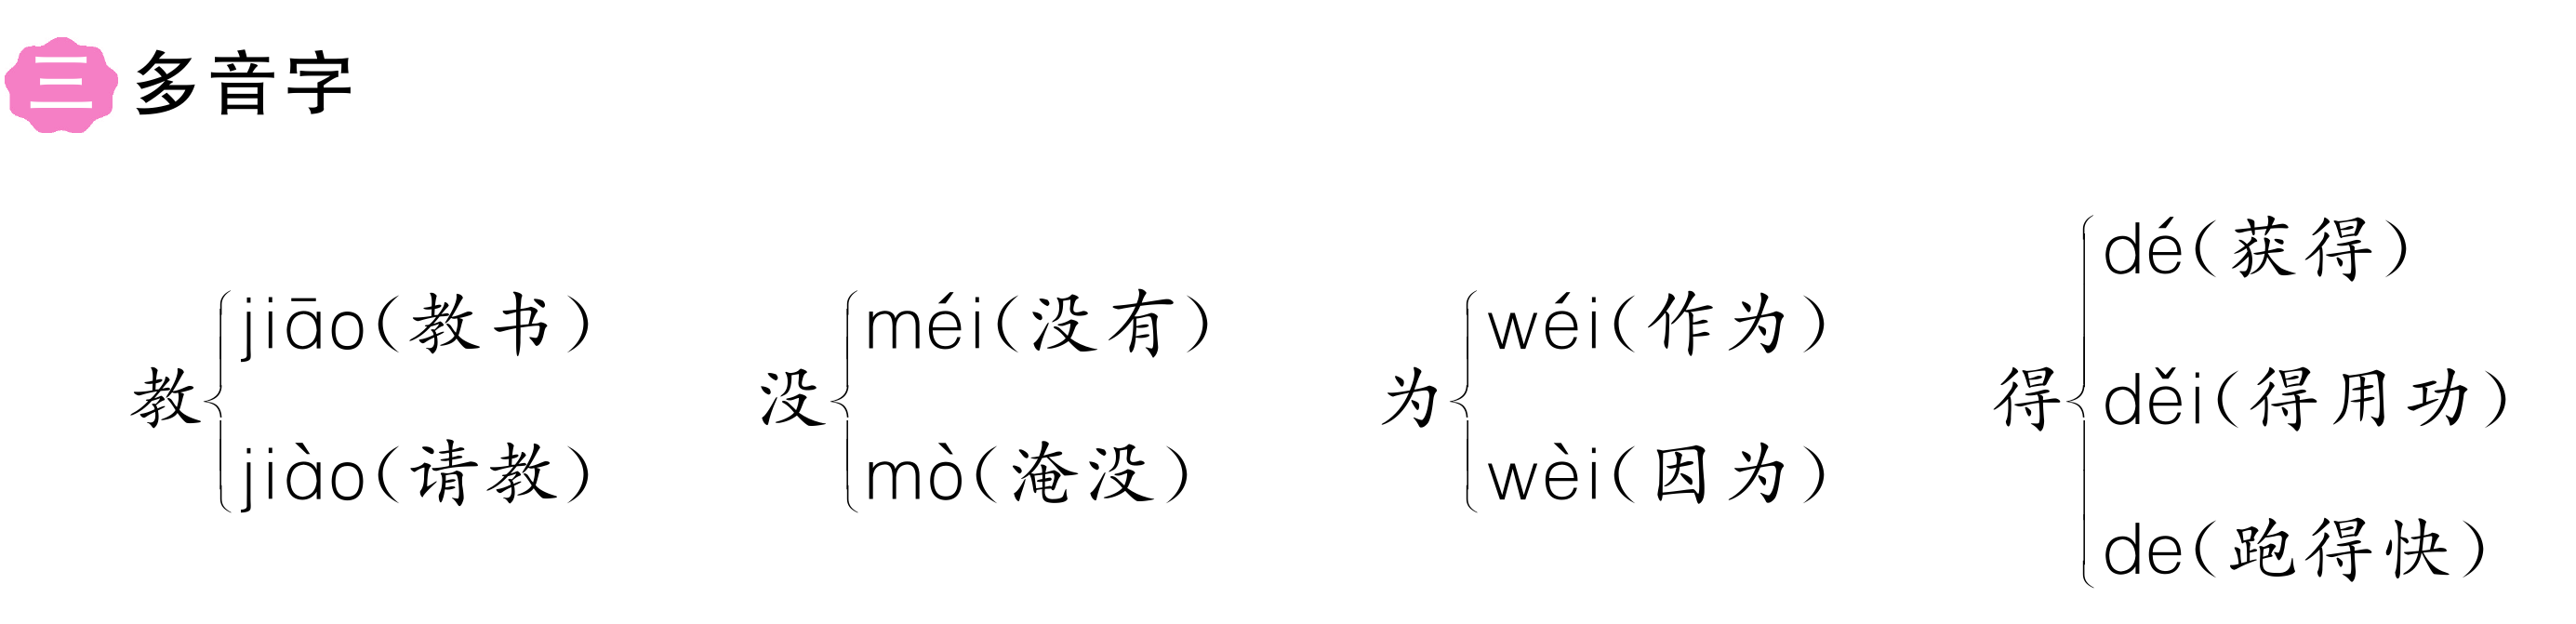 三 多音字
教 jiāo(教书) jiào(请教)
没 méi(没有) mò(淹没)
为 wéi(作为) wèi(因为)
得 dé(获得) děi(得用功) de(跑得快)